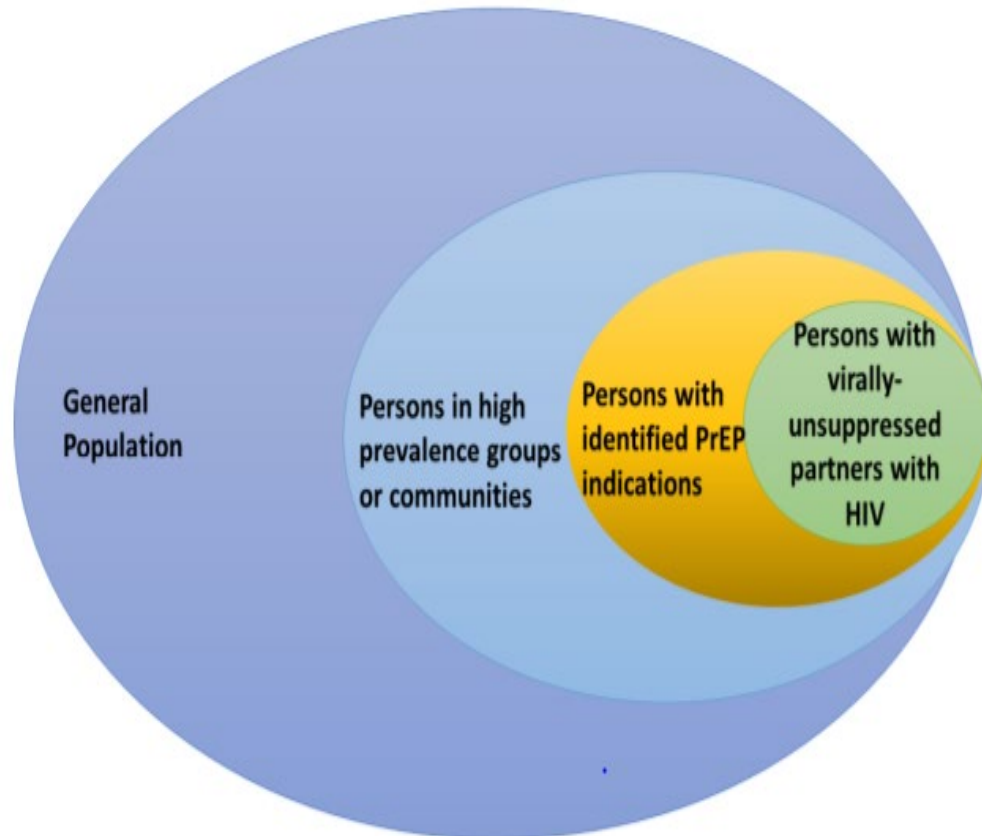 General
Population
Persons in high
prevalence groups
or communities
Persons with
identified PrEP
indications
Persons with
virally-
unsuppressed
partners with
HIV